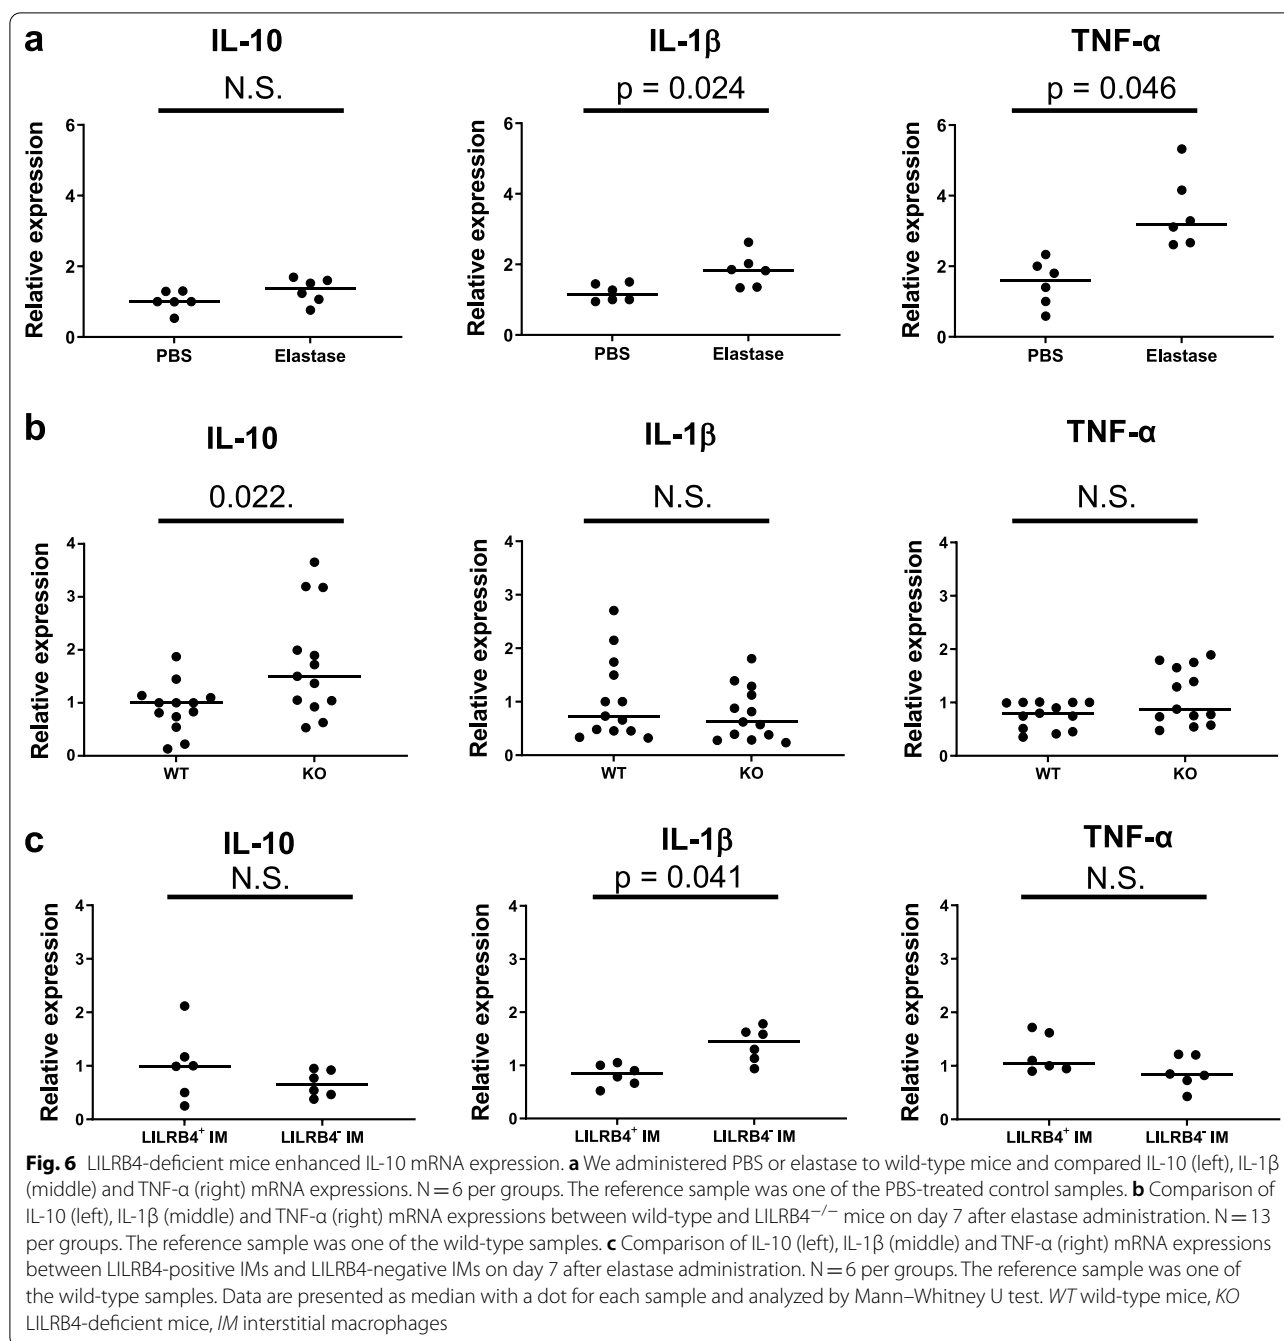 a
IL-10
IL-1β
TNF-α
N.S.
p = 0.024
p = 0.046
Relative expression
6
4
2
0
PBS
Elastase
Relative expression
6
4
2
0
PBS
Elastase
Relative expression
6
4
2
0
PBS
Elastase
b
IL-10
IL-1β
TNF-α
0.022.
N.S.
N.S.
Relative expression
4
3
2
1
0
WT
KO
Relative expression
4
3
2
1
0
WT
KO
Relative expression
4
3
2
1
0
WT
KO
c
IL-10
IL-1β
TNF-α
N.S.
p = 0.041
N.S.
Relative expression
4
3
2
1
0
LILRB4⁺ IM
LILRB4⁻ IM
Relative expression
4
3
2
1
0
LILRB4⁺ IM
LILRB4⁻ IM
Relative expression
4
3
2
1
0
LILRB4⁺ IM
LILRB4⁻ IM
Fig. 6 LILRB4-deficient mice enhanced IL-10 mRNA expression. a We administered PBS or elastase to wild-type mice and compared IL-10 (left), IL-1β
(middle) and TNF-α (right) mRNA expressions. N = 6 per groups. The reference sample was one of the PBS-treated control samples. b Comparison of
IL-10 (left), IL-1β (middle) and TNF-α (right) mRNA expressions between wild-type and LILRB4⁻/⁻ mice on day 7 after elastase administration. N = 13
per groups. The reference sample was one of the wild-type samples. c Comparison of IL-10 (left), IL-1β (middle) and TNF-α (right) mRNA expressions
between LILRB4-positive IMs and LILRB4-negative IMs on day 7 after elastase administration. N = 6 per groups. The reference sample was one of
the wild-type samples. Data are presented as median with a dot for each sample and analyzed by Mann–Whitney U test. WT wild-type mice, KO
LILRB4-deficient mice, IM interstitial macrophages